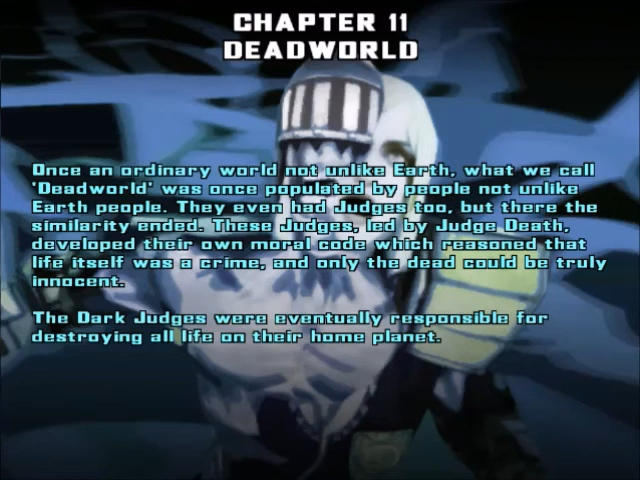 CHAPTER 11
DEADWORLD
Once an ordinary world not unlike Earth, what we call
'Deadworld' was once populated by people not unlike
Earth people. They even had Judges too, but there the
similarity ended. These Judges, led by Judge Death,
developed their own moral code which reasoned that
life itself was a crime, and only the dead could be truly
innocent.
The Dark Judges were eventually responsible for
destroying all life on their home planet.